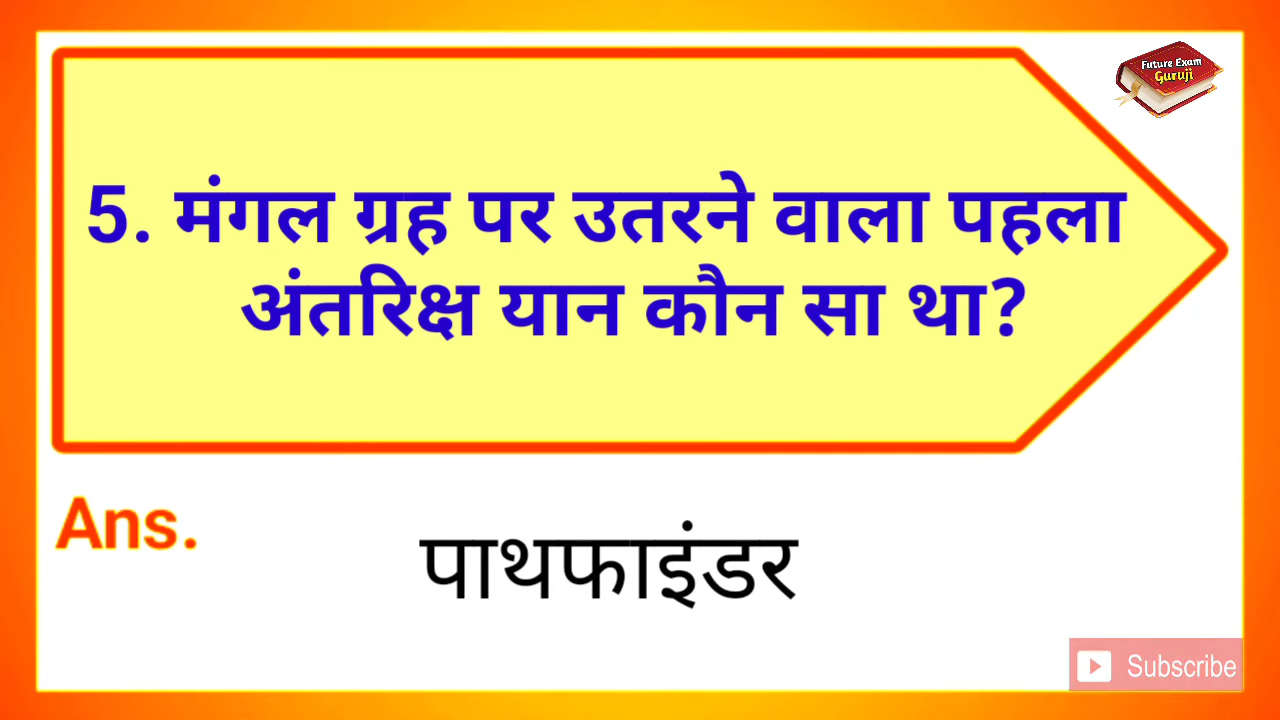 Future Exam
Guruji
5. मंगल ग्रह पर उतरने वाला पहला
अंतरिक्ष यान कौन सा था?
Ans.
पाथफाइंडर
Subscribe